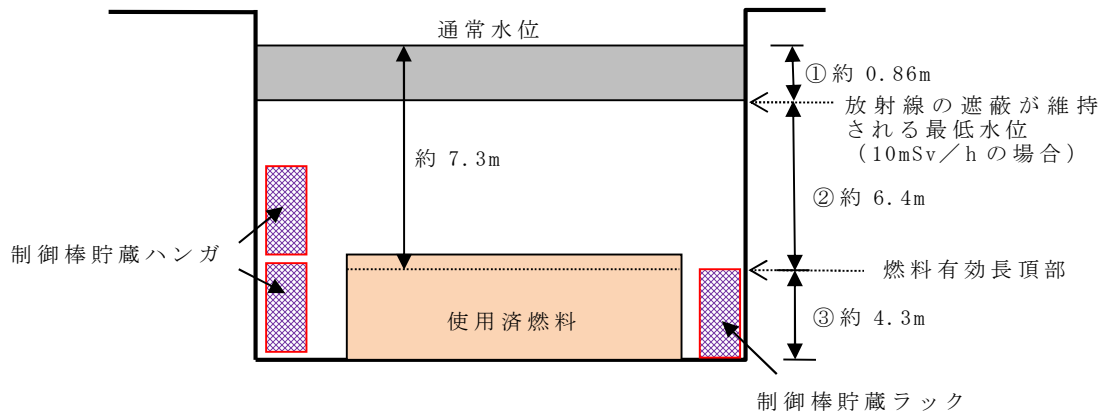 通常水位
①約 0.86m
放射線の遮蔽が維持
される最低水位
（10mSv／h の場合）
約 7.3m
②約 6.4m
制御棒貯蔵ハンガ
燃料有効長頂部
使用済燃料
③約 4.3m
制御棒貯蔵ラック